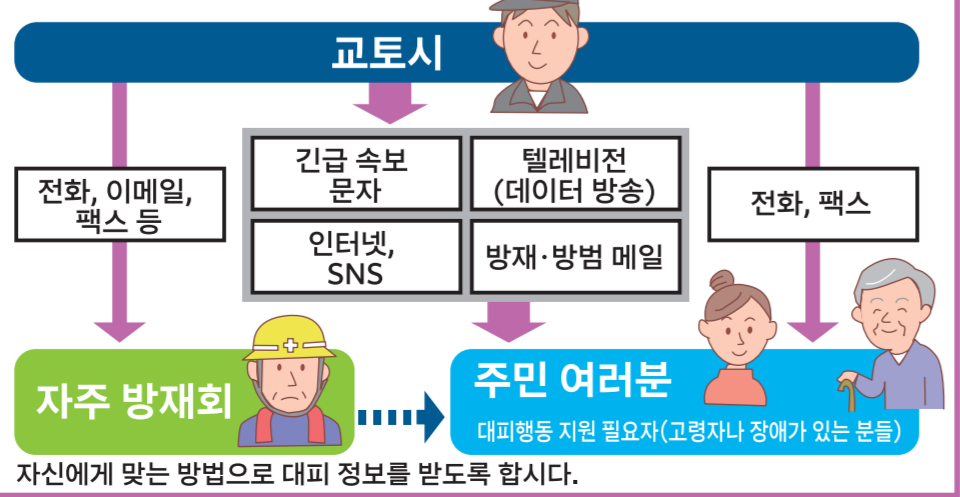 교토시
전화, 이메일,
팩스 등
긴급 속보
문자
텔레비전
(데이터 방송)
인터넷,
SNS
방재·방범 메일
전화, 팩스
자주 방재회
주민 여러분
대피행동 지원 필요자(고령자나 장애가 있는 분들)
자신에게 맞는 방법으로 대피 정보를 받도록 합시다.